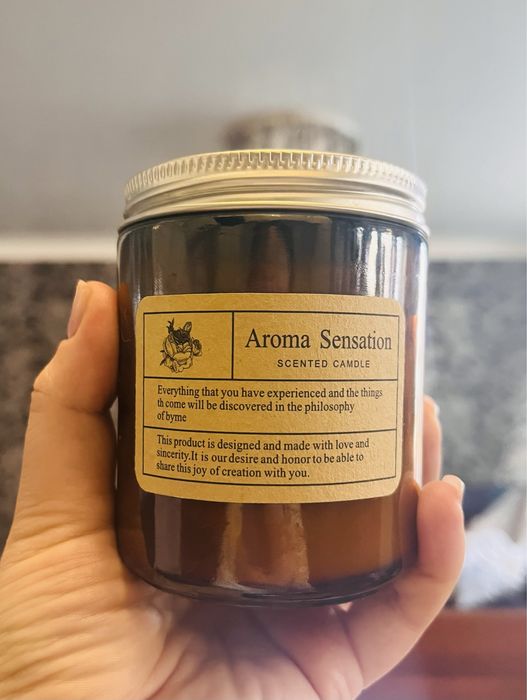 Aroma Sensation
SCENTED CAMDLE
Everything that you have experienced and the things
th come will be discovered in the philosophy
of byme
This product is designed and made with love and
sincerity.It is our desire and honor to be able to
share this joy of creation with you.